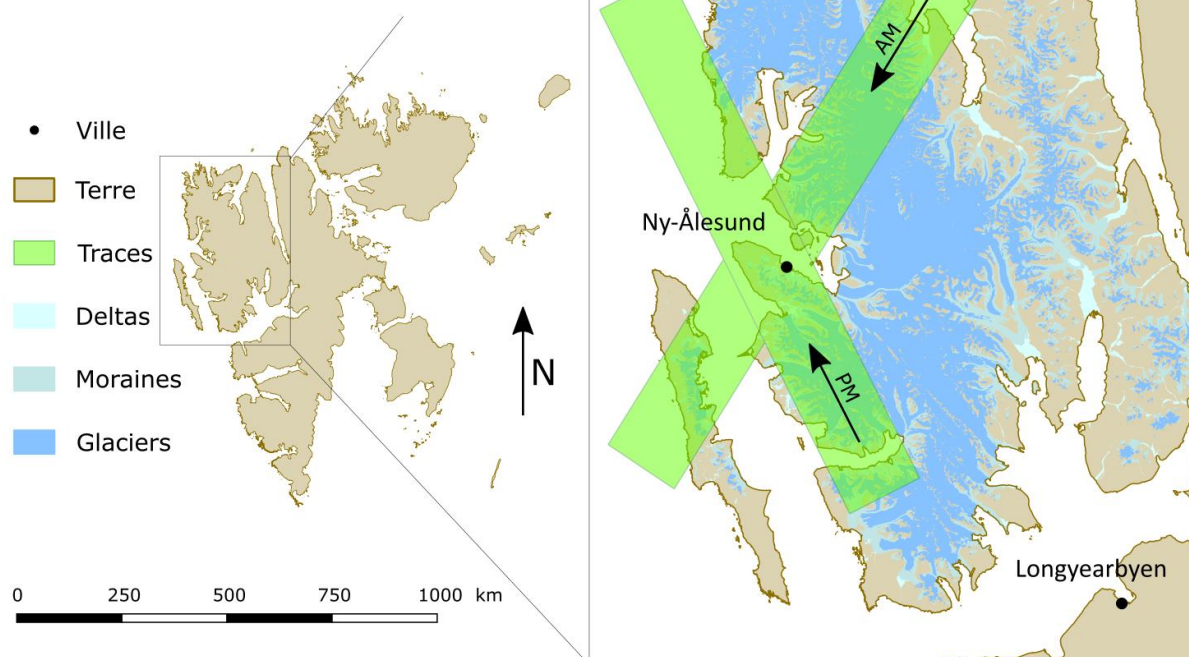 Ville
Terre
Traces
Deltas
Moraines
Glaciers
N
0 250 500 750 1000 km
AM
Ny-Ålesund
PM
Longyearbyen